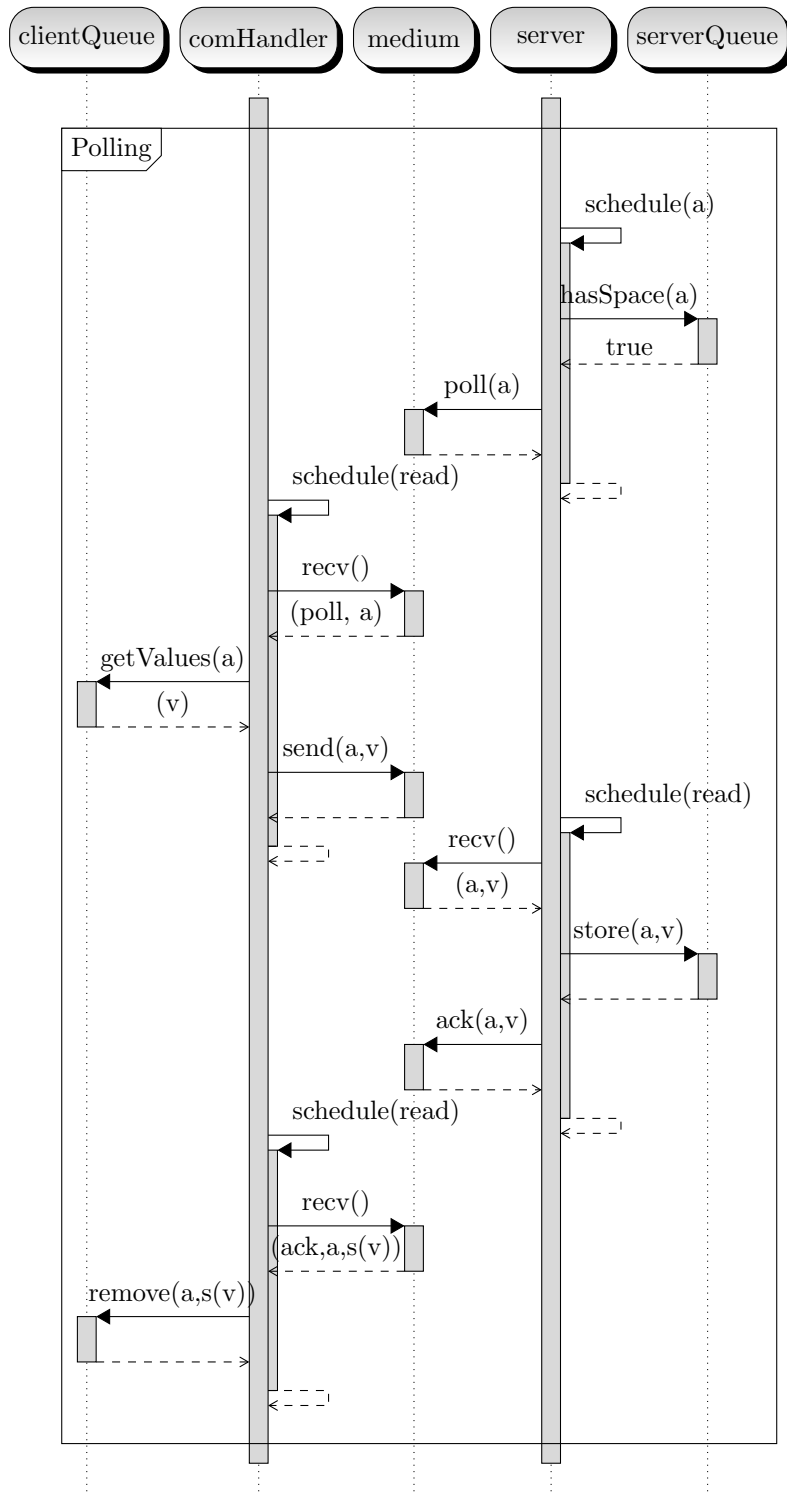 clientQueue comHandler medium server serverQueue
Polling
schedule(a)
hasSpace(a)
true
poll(a)
schedule(read)
recv()
(poll, a)
getValues(a)
(v)
send(a,v)
schedule(read)
recv()
(a,v)
store(a,v)
ack(a,v)
schedule(read)
recv()
(ack,a,s(v))
remove(a,s(v))